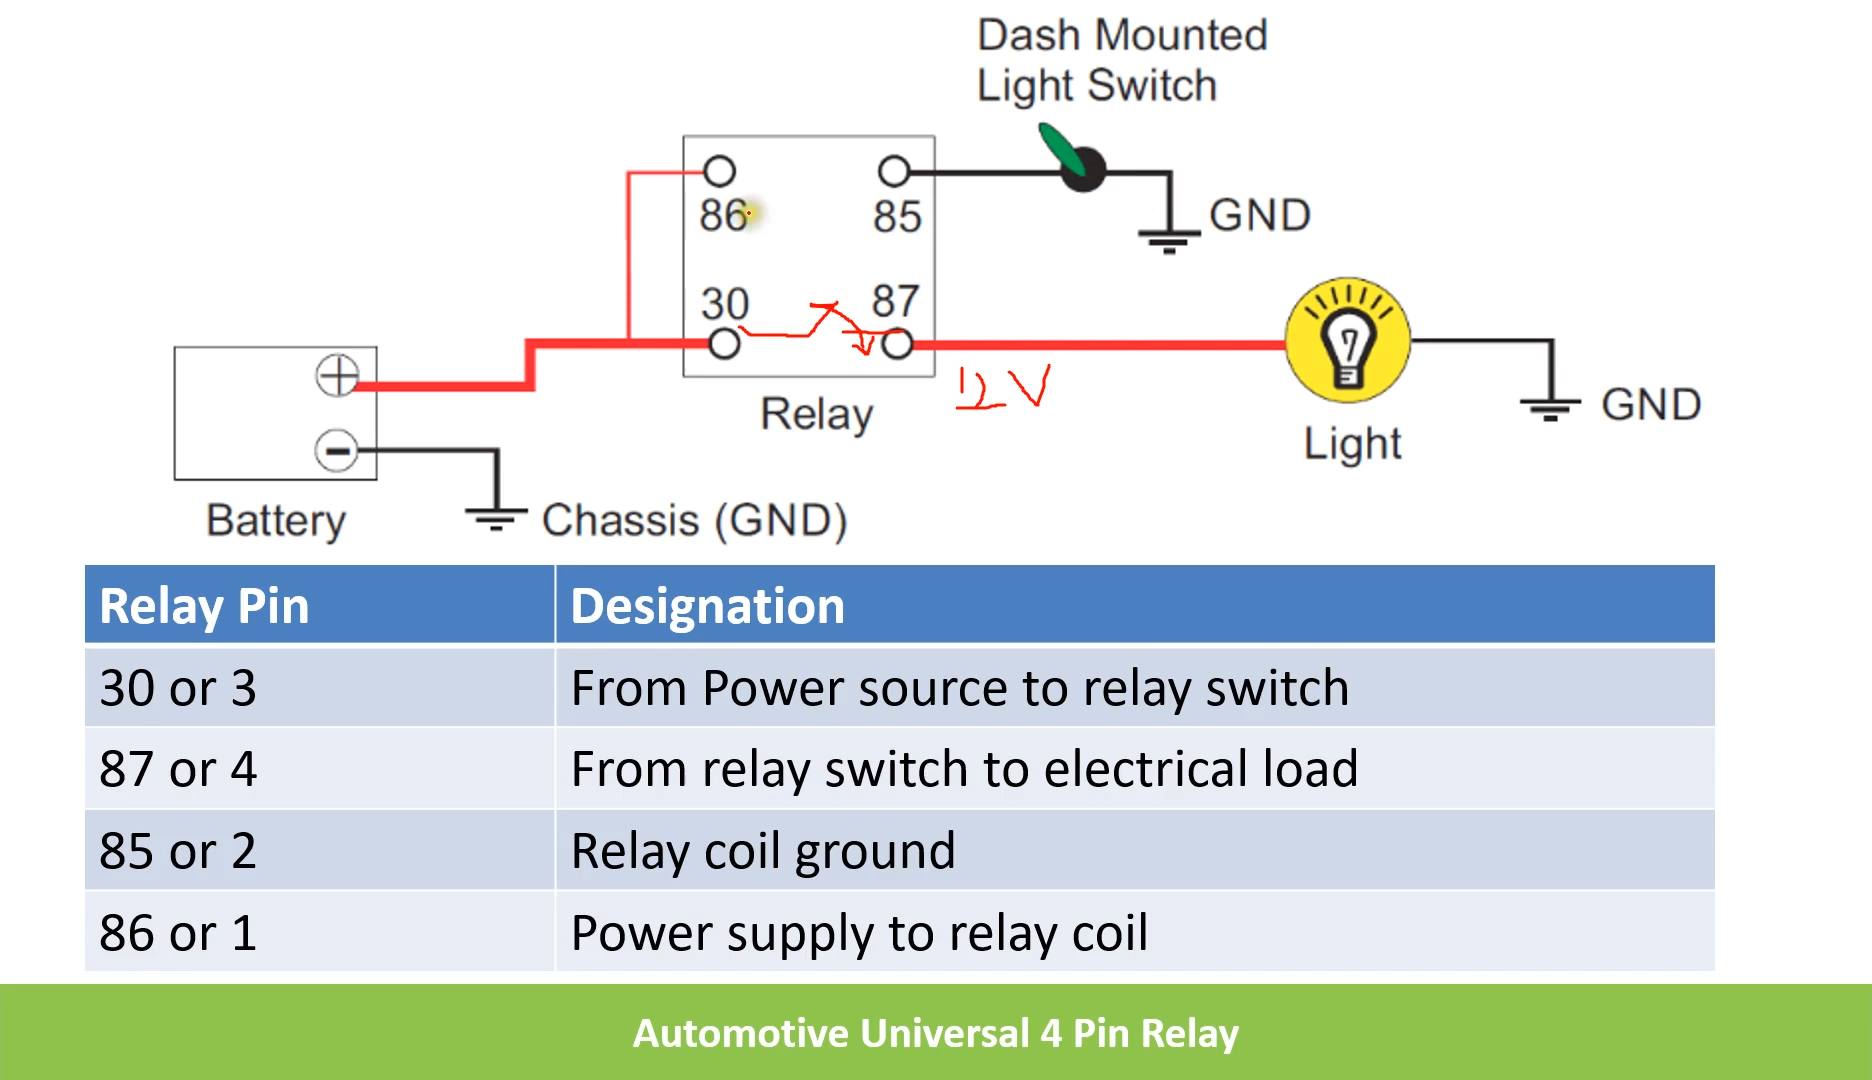 Dash Mounted
Light Switch
86
85
GND
30
87
12V
Relay
Light
GND
Battery
Chassis (GND)
Relay Pin Designation
30 or 3 From Power source to relay switch
87 or 4 From relay switch to electrical load
85 or 2 Relay coil ground
86 or 1 Power supply to relay coil
Automotive Universal 4 Pin Relay